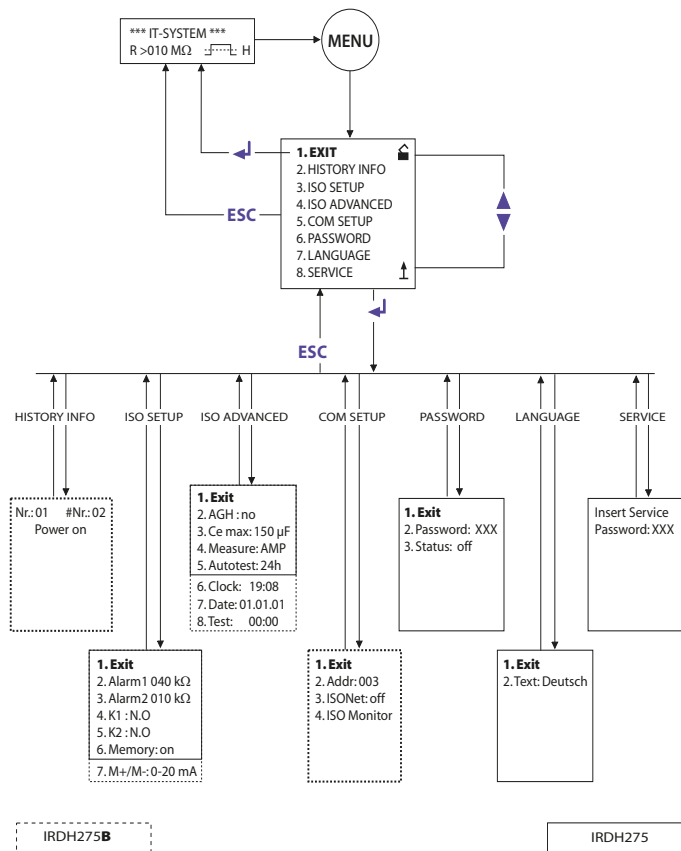 *** IT-SYSTEM ***
R >010 MΩ H
MENU
1. EXIT
2. HISTORY INFO
3. ISO SETUP
4. ISO ADVANCED
5. COM SETUP
6. PASSWORD
7. LANGUAGE
8. SERVICE
ESC
ESC
HISTORY INFO
ISO SETUP
ISO ADVANCED
COM SETUP
PASSWORD
LANGUAGE
SERVICE
Nr.: 01 #Nr.: 02
Power on
1. Exit
2. AGH : no
3. Ce max: 150 µF
4. Measure: AMP
5. Autotest: 24h
6. Clock: 19:08
7. Date: 01.01.01
8. Test: 00:00
1. Exit
2. Password: XXX
3. Status: off
Insert Service
Password: XXX
1. Exit
2. Alarm1 040 kΩ
3. Alarm2 010 kΩ
4. K1 : N.O
5. K2 : N.O
6. Memory: on
7. M+/M-: 0-20 mA
1. Exit
2. Addr: 003
3. ISONet: off
4. ISO Monitor
1. Exit
2. Text: Deutsch
IRDH275B
IRDH275